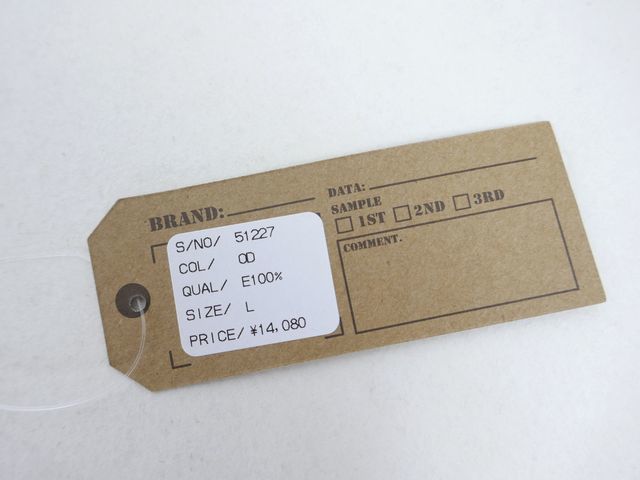 BRAND:
DATA:
SAMPLE
1ST 2ND 3RD
COMMENT.
S/NO/ 51227
COL/ OD
QUAL/ E100%
SIZE/ L
PRICE/ ¥14,080